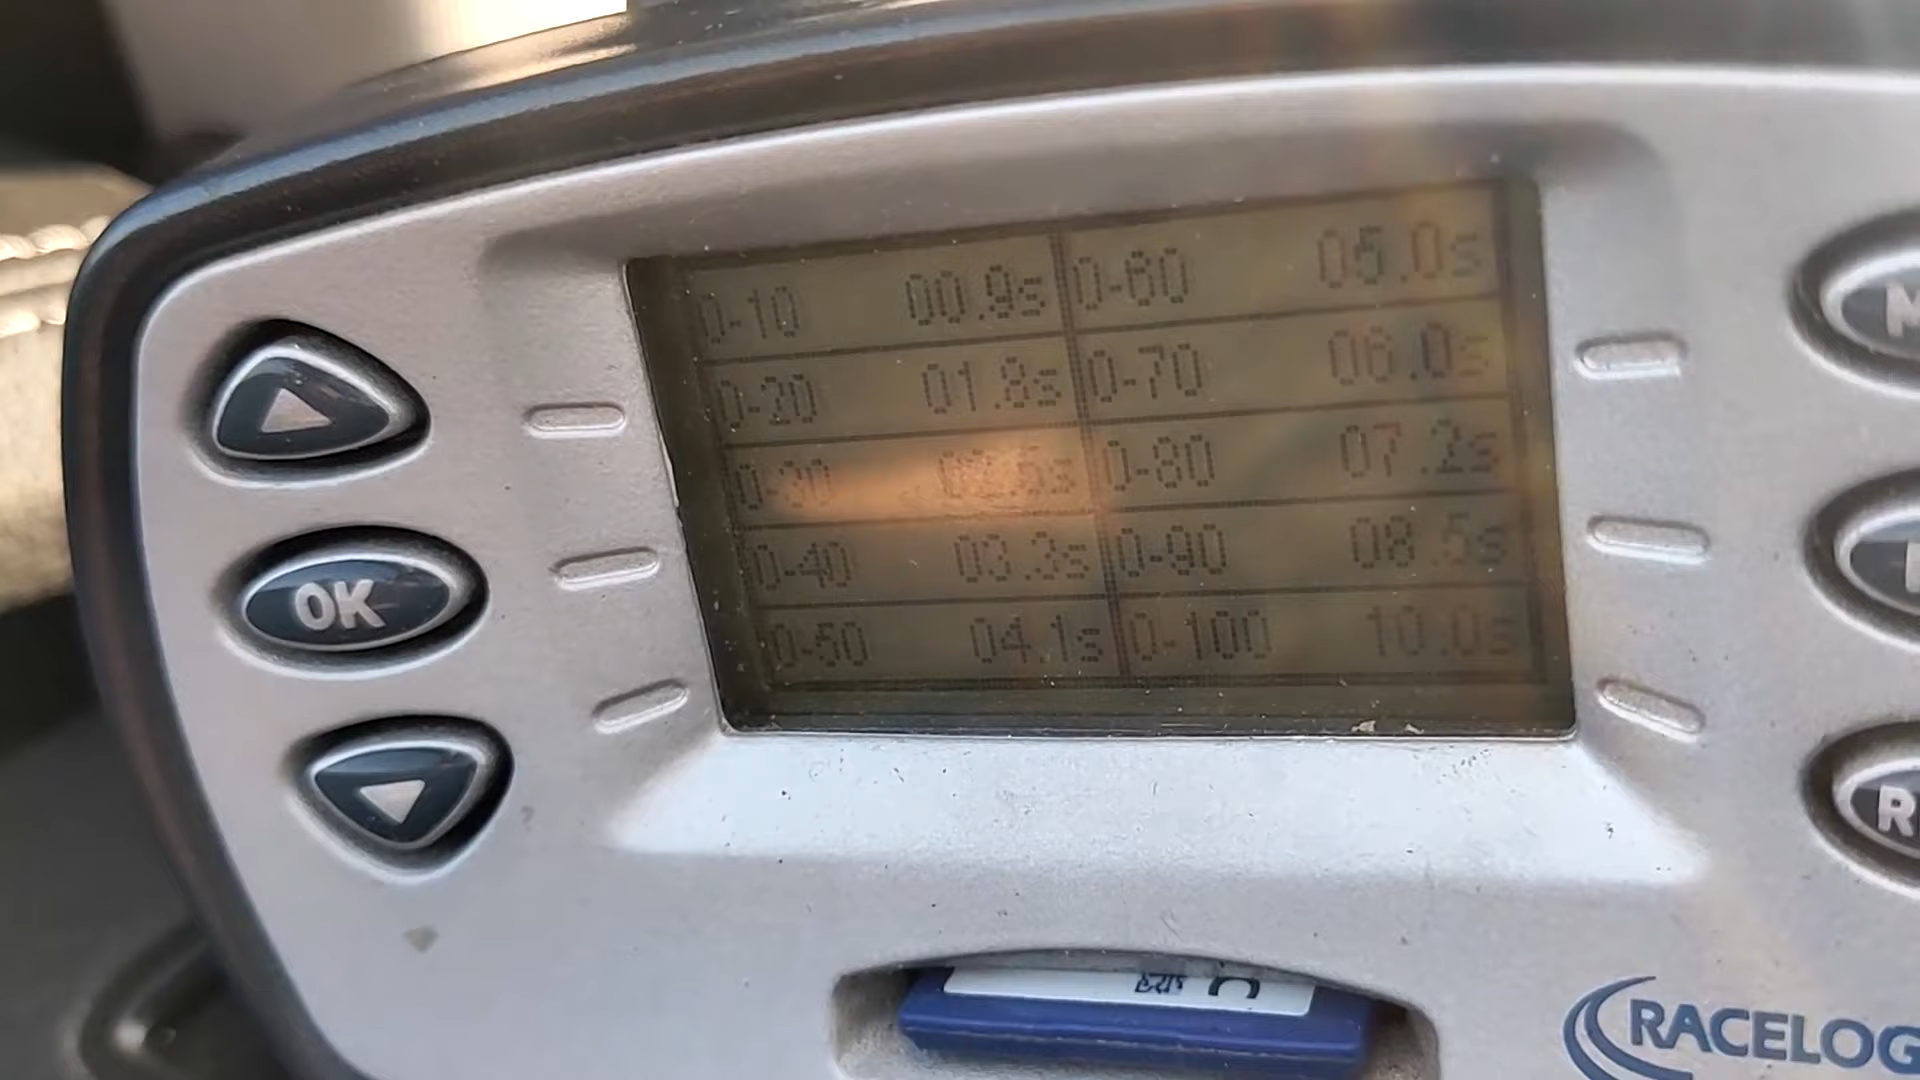 0-10 00.9s 0-60 05.0s
0-20 01.8s 0-70 06.0s
0-30 02.5s 0-80 07.2s
0-40 03.3s 0-90 08.5s
0-50 04.1s 0-100 10.0s
OK
M
R
RACELOG